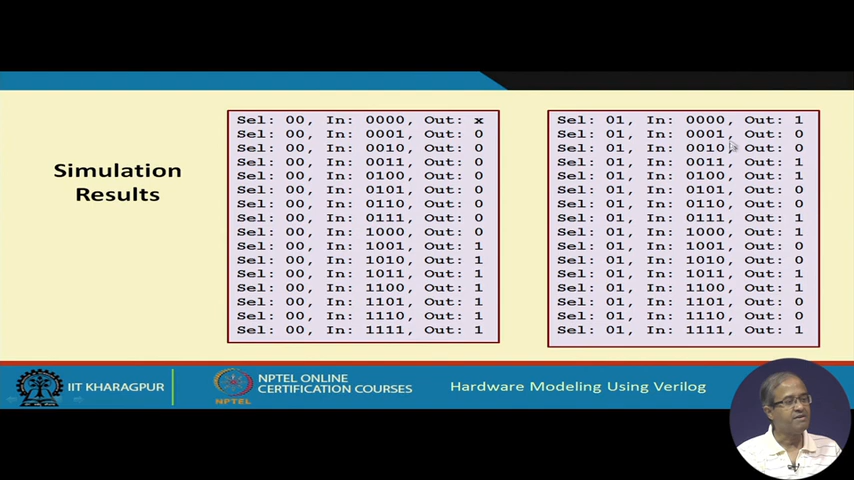 Simulation
Results
Sel: 00, In: 0000, Out: x
Sel: 00, In: 0001, Out: 0
Sel: 00, In: 0010, Out: 0
Sel: 00, In: 0011, Out: 0
Sel: 00, In: 0100, Out: 0
Sel: 00, In: 0101, Out: 0
Sel: 00, In: 0110, Out: 0
Sel: 00, In: 0111, Out: 0
Sel: 00, In: 1000, Out: 0
Sel: 00, In: 1001, Out: 1
Sel: 00, In: 1010, Out: 1
Sel: 00, In: 1011, Out: 1
Sel: 00, In: 1100, Out: 1
Sel: 00, In: 1101, Out: 1
Sel: 00, In: 1110, Out: 1
Sel: 00, In: 1111, Out: 1
Sel: 01, In: 0000, Out: 1
Sel: 01, In: 0001, Out: 0
Sel: 01, In: 0010, Out: 0
Sel: 01, In: 0011, Out: 1
Sel: 01, In: 0100, Out: 1
Sel: 01, In: 0101, Out: 0
Sel: 01, In: 0110, Out: 0
Sel: 01, In: 0111, Out: 1
Sel: 01, In: 1000, Out: 1
Sel: 01, In: 1001, Out: 0
Sel: 01, In: 1010, Out: 0
Sel: 01, In: 1011, Out: 1
Sel: 01, In: 1100, Out: 1
Sel: 01, In: 1101, Out: 0
Sel: 01, In: 1110, Out: 0
Sel: 01, In: 1111, Out: 1
IIT KHARAGPUR
NPTEL
NPTEL ONLINE
CERTIFICATION COURSES
Hardware Modeling Using Verilog